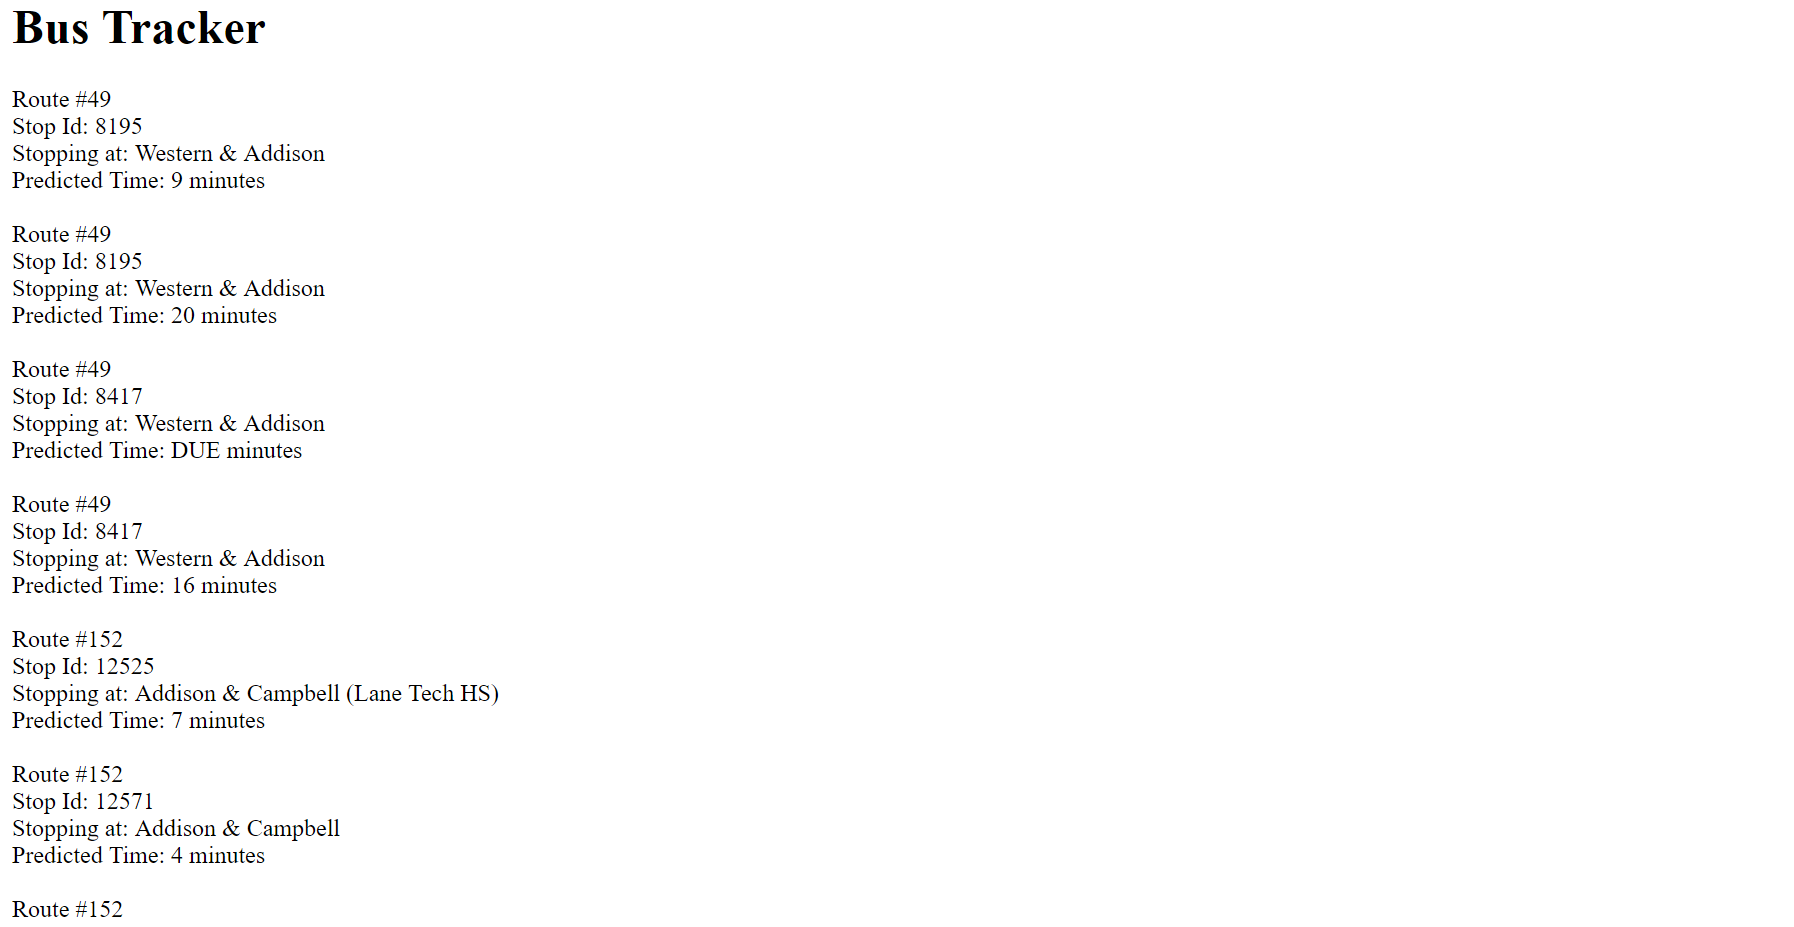 Bus Tracker
Route #49
Stop Id: 8195
Stopping at: Western & Addison
Predicted Time: 9 minutes
Route #49
Stop Id: 8195
Stopping at: Western & Addison
Predicted Time: 20 minutes
Route #49
Stop Id: 8417
Stopping at: Western & Addison
Predicted Time: DUE minutes
Route #49
Stop Id: 8417
Stopping at: Western & Addison
Predicted Time: 16 minutes
Route #152
Stop Id: 12525
Stopping at: Addison & Campbell (Lane Tech HS)
Predicted Time: 7 minutes
Route #152
Stop Id: 12571
Stopping at: Addison & Campbell
Predicted Time: 4 minutes
Route #152